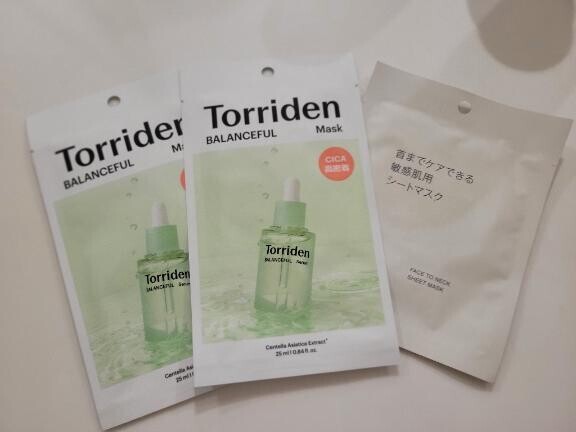 Torriden
BALANCEFUL
Torriden
BALANCEFUL
Centella
25 ml
Torriden
BALANCEFUL Mask
CICA
高密着
Torriden
BALANCEFUL Serum
Centella Asiatica Extract*
25 ml | 0.84 fl. oz.
首までケアできる
敏感肌用
シートマスク
FACE TO NECK
SHEET MASK